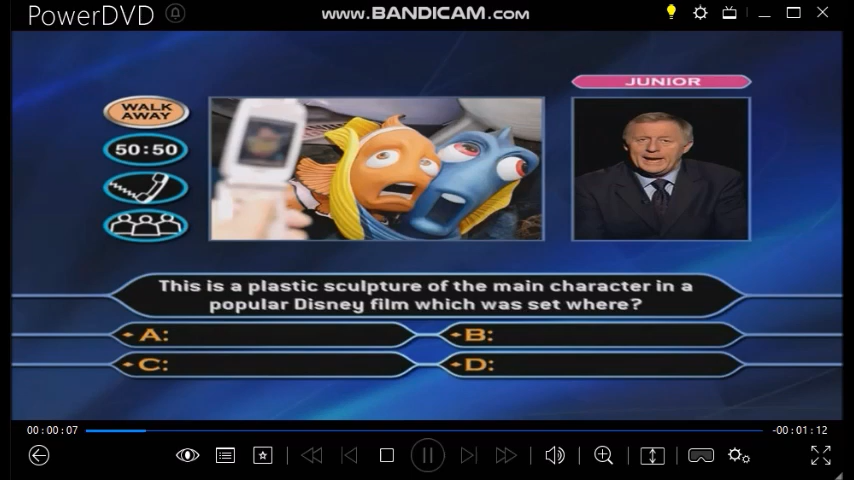 PowerDVD
www.BANDICAM.com
JUNIOR
WALK
AWAY
50:50
This is a plastic sculpture of the main character in a
popular Disney film which was set where?
A:
B:
C:
D:
00:00:07
-00:01:12